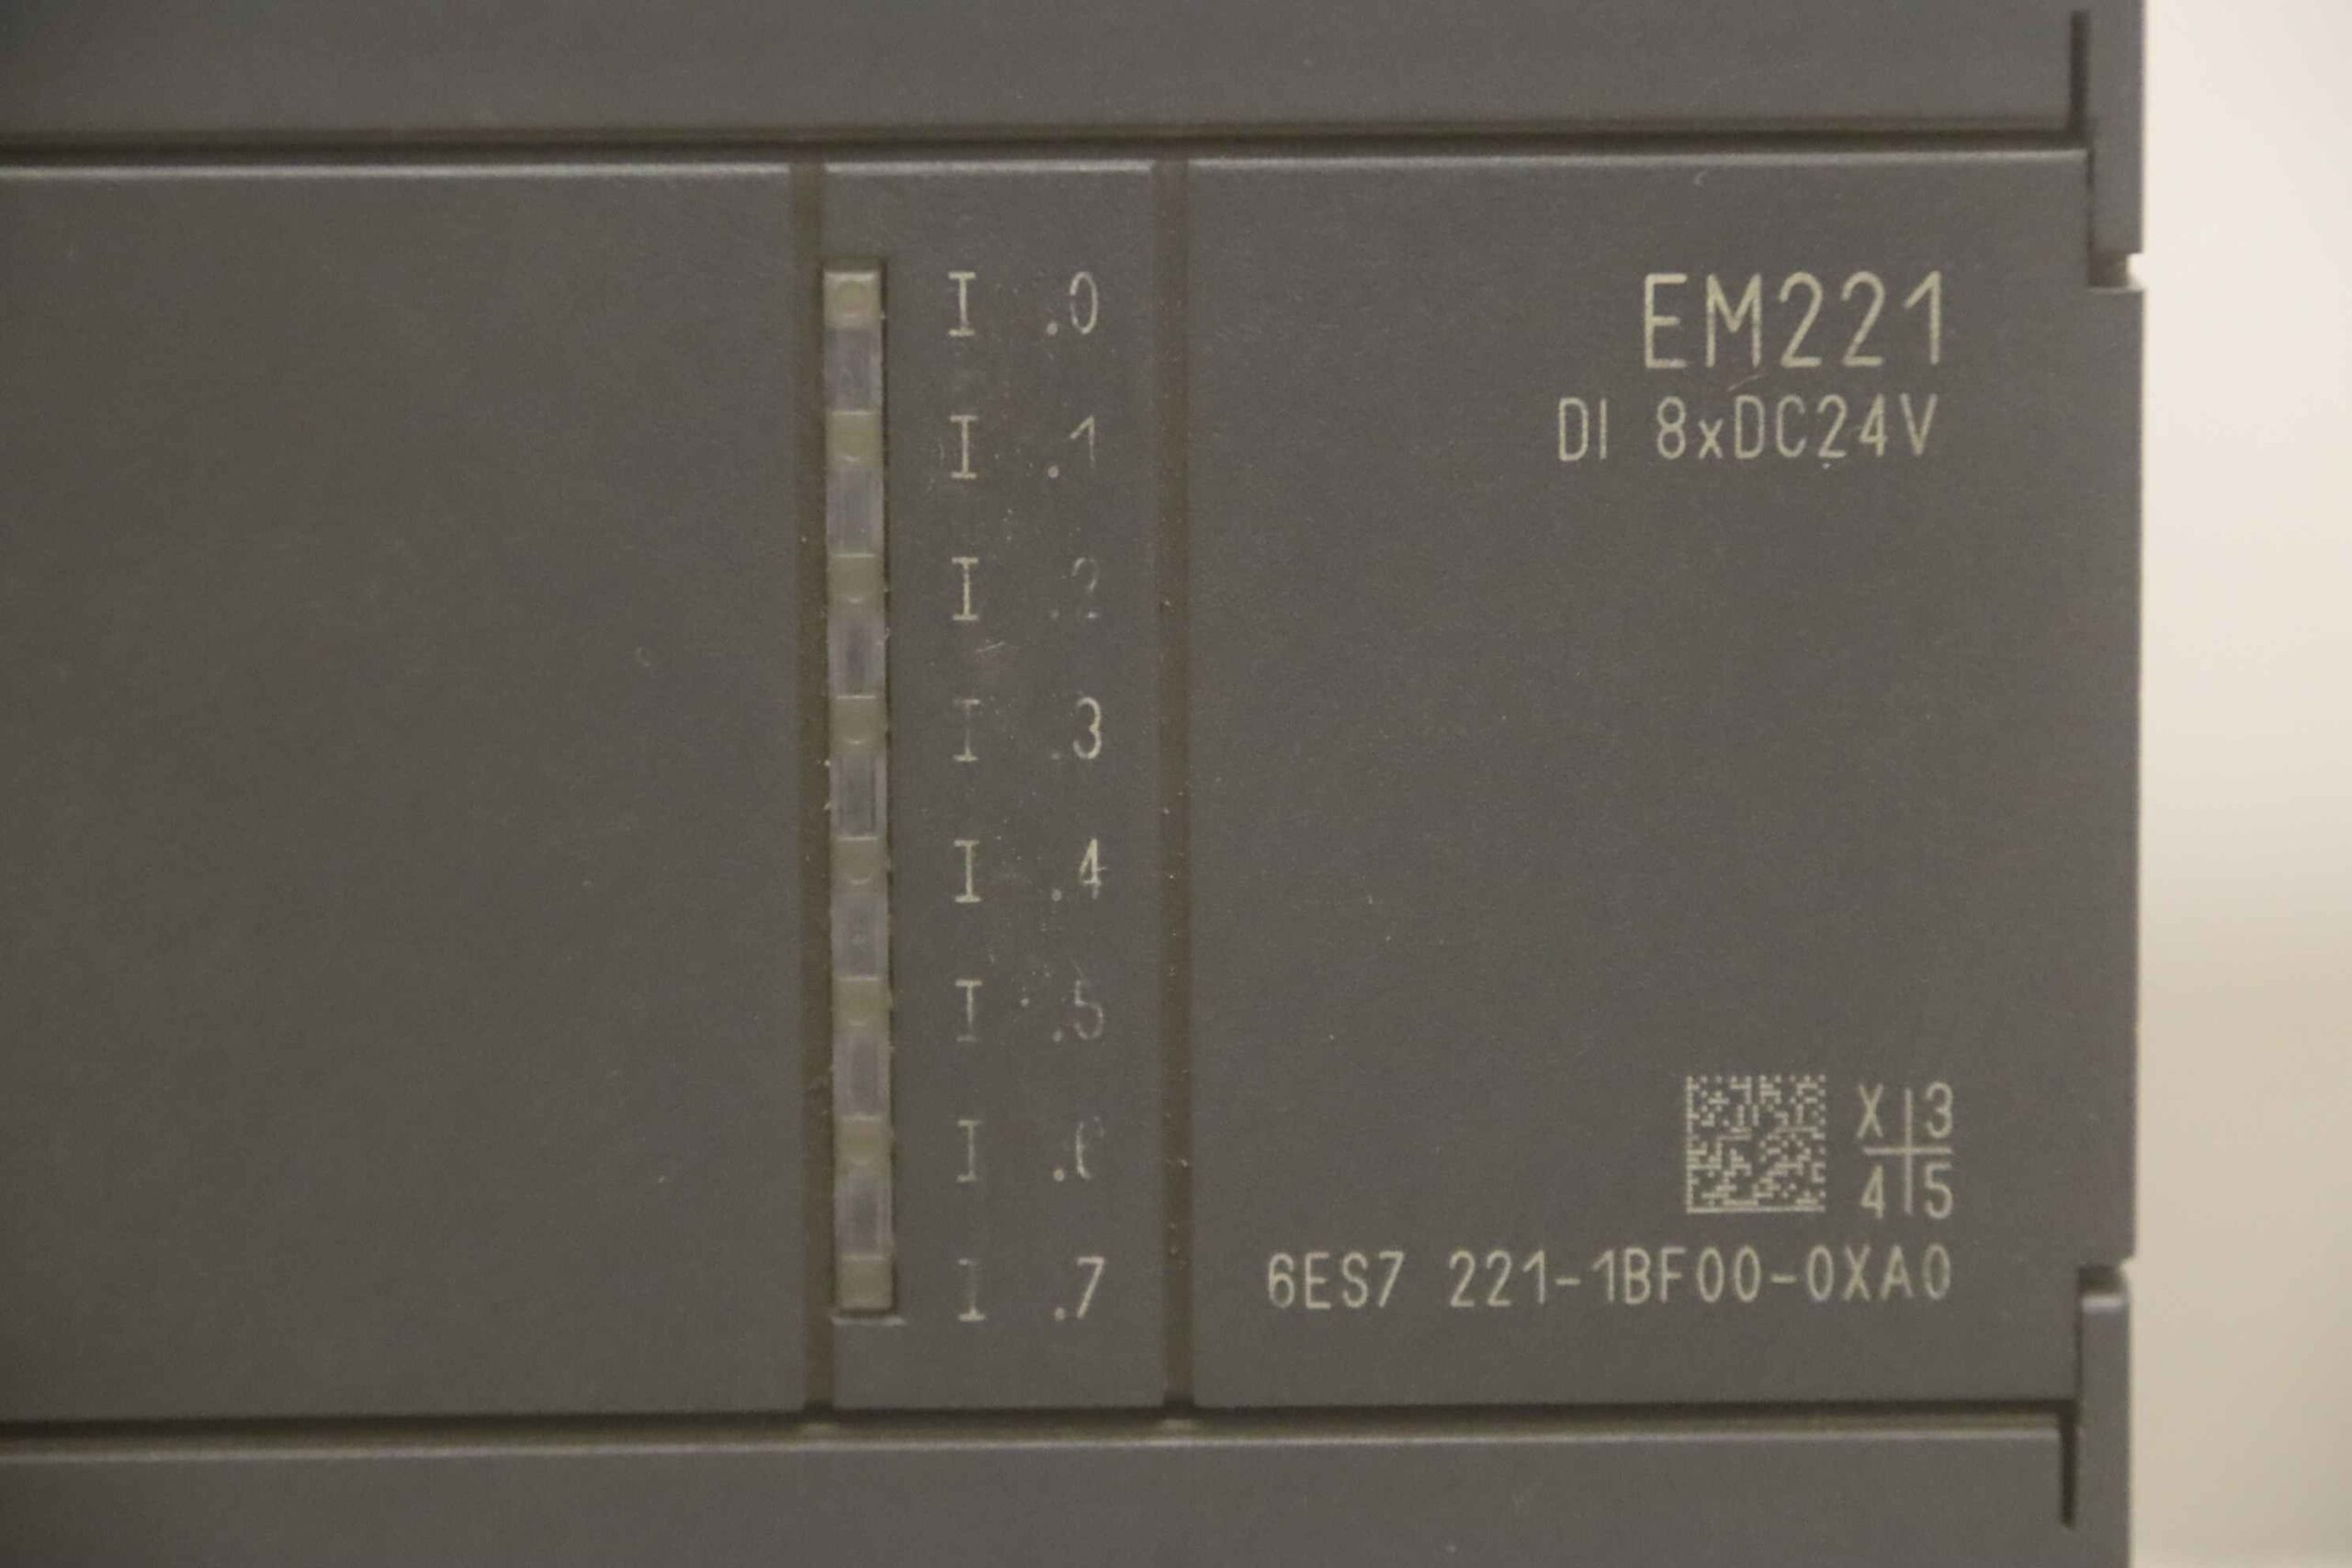 I .0
I .1
I .2
I .3
I .4
I .5
I .6
I .7
EM221
DI 8xDC24V
X 3
4 5
6ES7 221-1BF00-0XA0